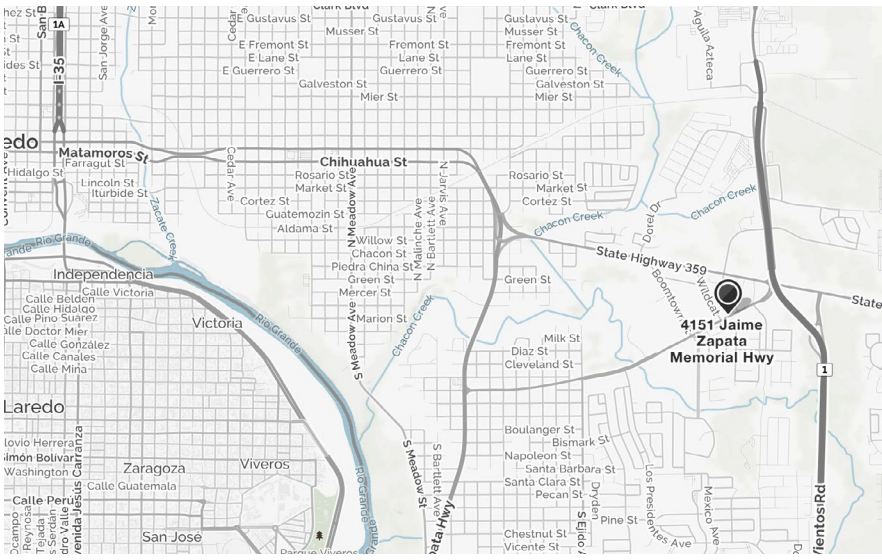 Clark Blvd
Clark Blvd
E Gustavus St
Gustavus St
Gustavus St
Musser St
Musser St
1A
San Jorge Ave
I-35
Cedar
Cedar Ave
E Fremont St
Fremont St
Fremont St
E Lane St
Lane St
Lane St
E Guerrero St
Guerrero St
Guerrero St
Galveston St
Galveston St
Mier St
Mier St
Chacon Creek
Aguila Azteca
edo
Matamoros St
Farragut St
Hidalgo St
Lincoln St
Iturbide St
Chihuahua St
Rosario St
Market St
Cortez St
Guatemozin St
Aldama St
N Meadow Ave
N Jarvis Ave
N Malinche Ave
N Bartlett Ave
Rosario St
Market St
Cortez St
Chacon Creek
Dorel Dr
Chacon Creek
Zacate Creek
Rio Grande
Willow St
Chacon St
Piedra China St
Green St
Mercer St
Marion St
Green St
State Highway 359
State
Boomtown
Wildcat
4151 Jaime
Zapata
Memorial Hwy
Independencia
Calle Victoria
Calle Belden
Calle Hidalgo
Calle Pino Suárez
Calle Doctor Mier
Calle González
Calle Canales
Calle Mina
Victoria
Rio Grande
S Meadow Ave
Chacon Creek
Milk St
Diaz St
Cleveland St
1
Laredo
Boulanger St
Bismark St
Napoleon St
Santa Barbara St
Santa Clara St
Pecan St
S Meadow St
S Bartlett Ave
Simón Bolívar
Washington
Zaragoza
Viveros
Calle Guatemala
Calle Perú
Rio Grande
Dryden
Los Presidentes Ave
Mexico Ave
Pine St
Chestnut St
Vicente St
S Ejido
San José
Parque Viveros